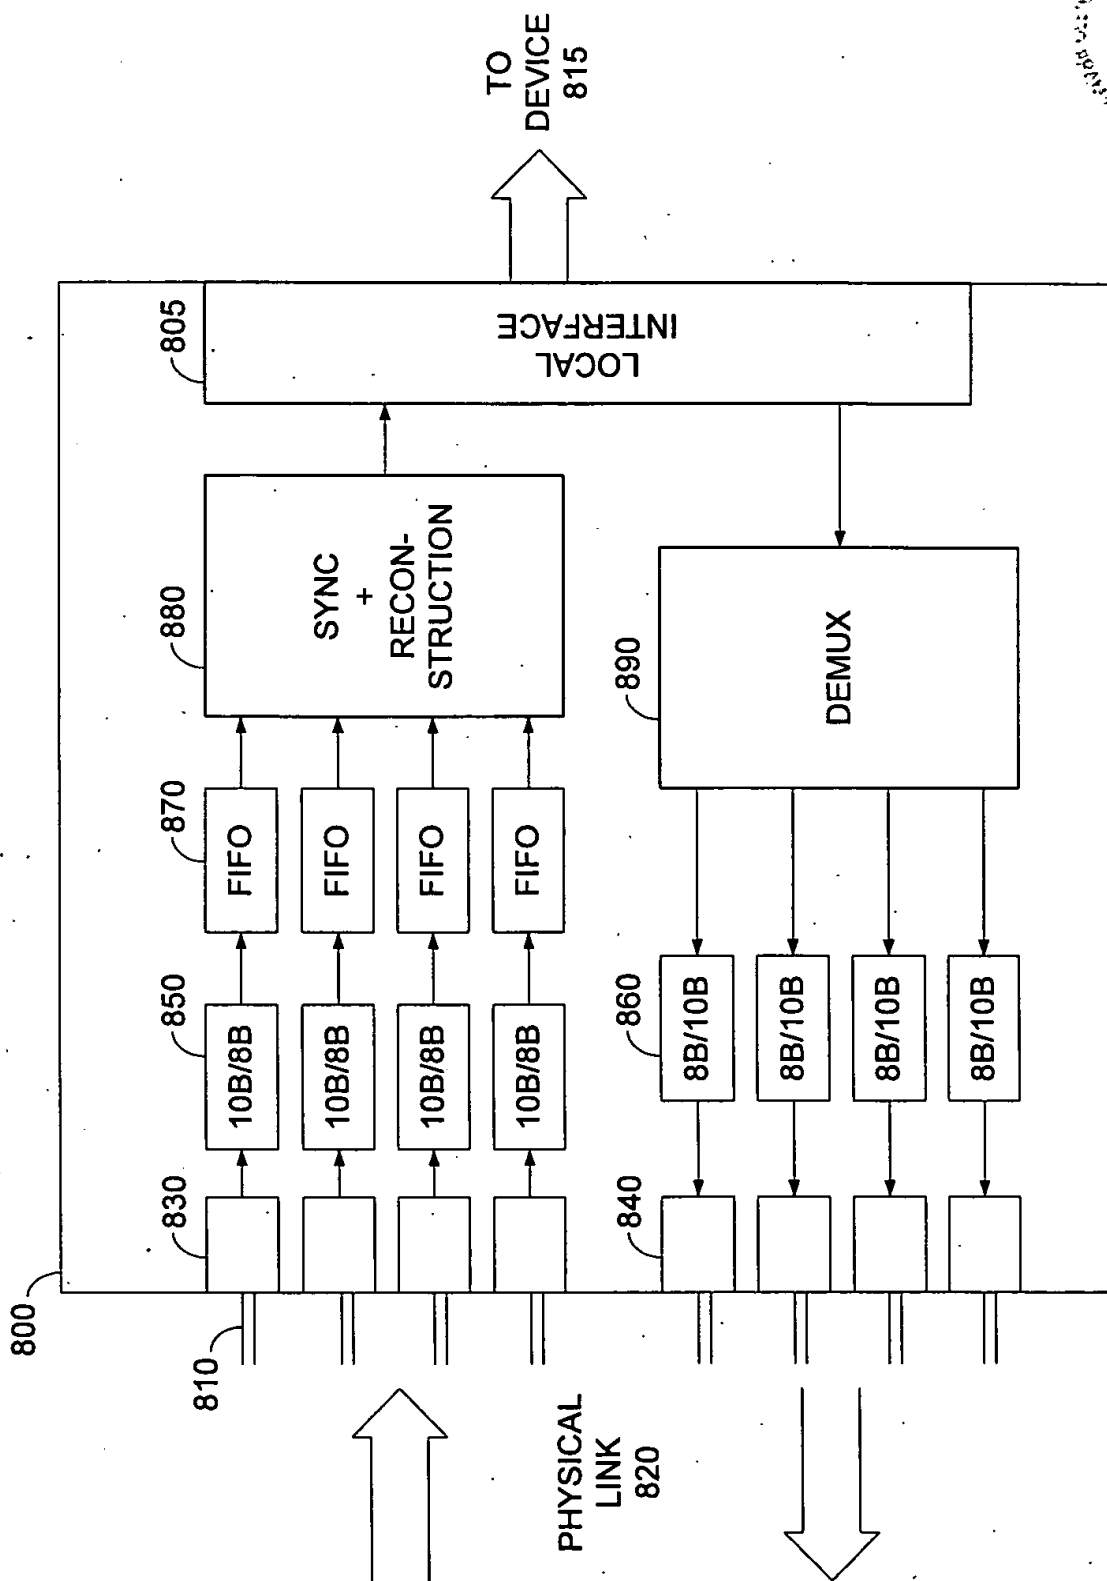 800
810
PHYSICAL
LINK
820
830
840
10B/8B
10B/8B
10B/8B
10B/8B
850
8B/10B
8B/10B
8B/10B
8B/10B
860
FIFO
FIFO
FIFO
FIFO
870
SYNC
+
RECON-
STRUCTION
880
DEMUX
890
LOCAL
INTERFACE
805
TO
DEVICE
815